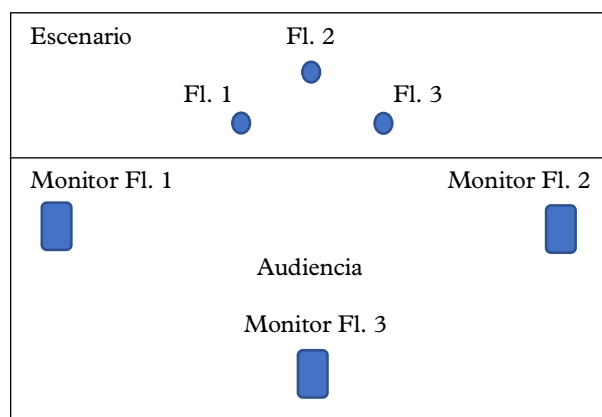 Escenario
Fl. 2
Fl. 1
Fl. 3
Monitor Fl. 1
Monitor Fl. 2
Audiencia
Monitor Fl. 3